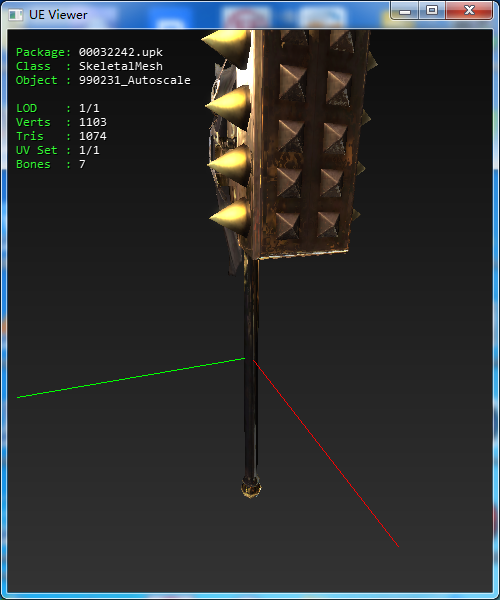 UE Viewer
Package: 00032242.upk
Class : SkeletalMesh
Object : 990231_Autoscale
LOD : 1/1
Verts : 1103
Tris : 1074
UV Set : 1/1
Bones : 7